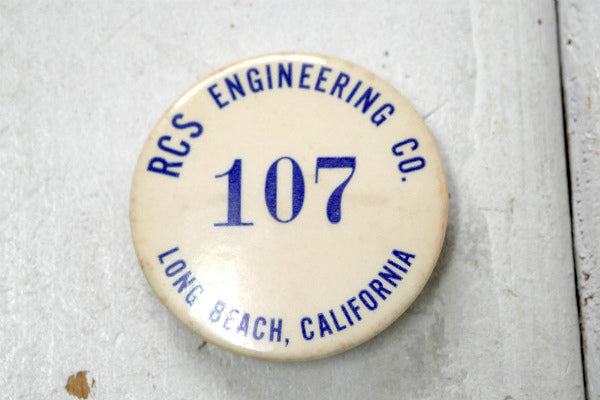 RCS ENGINEERING CO.
107
LONG BEACH, CALIFORNIA